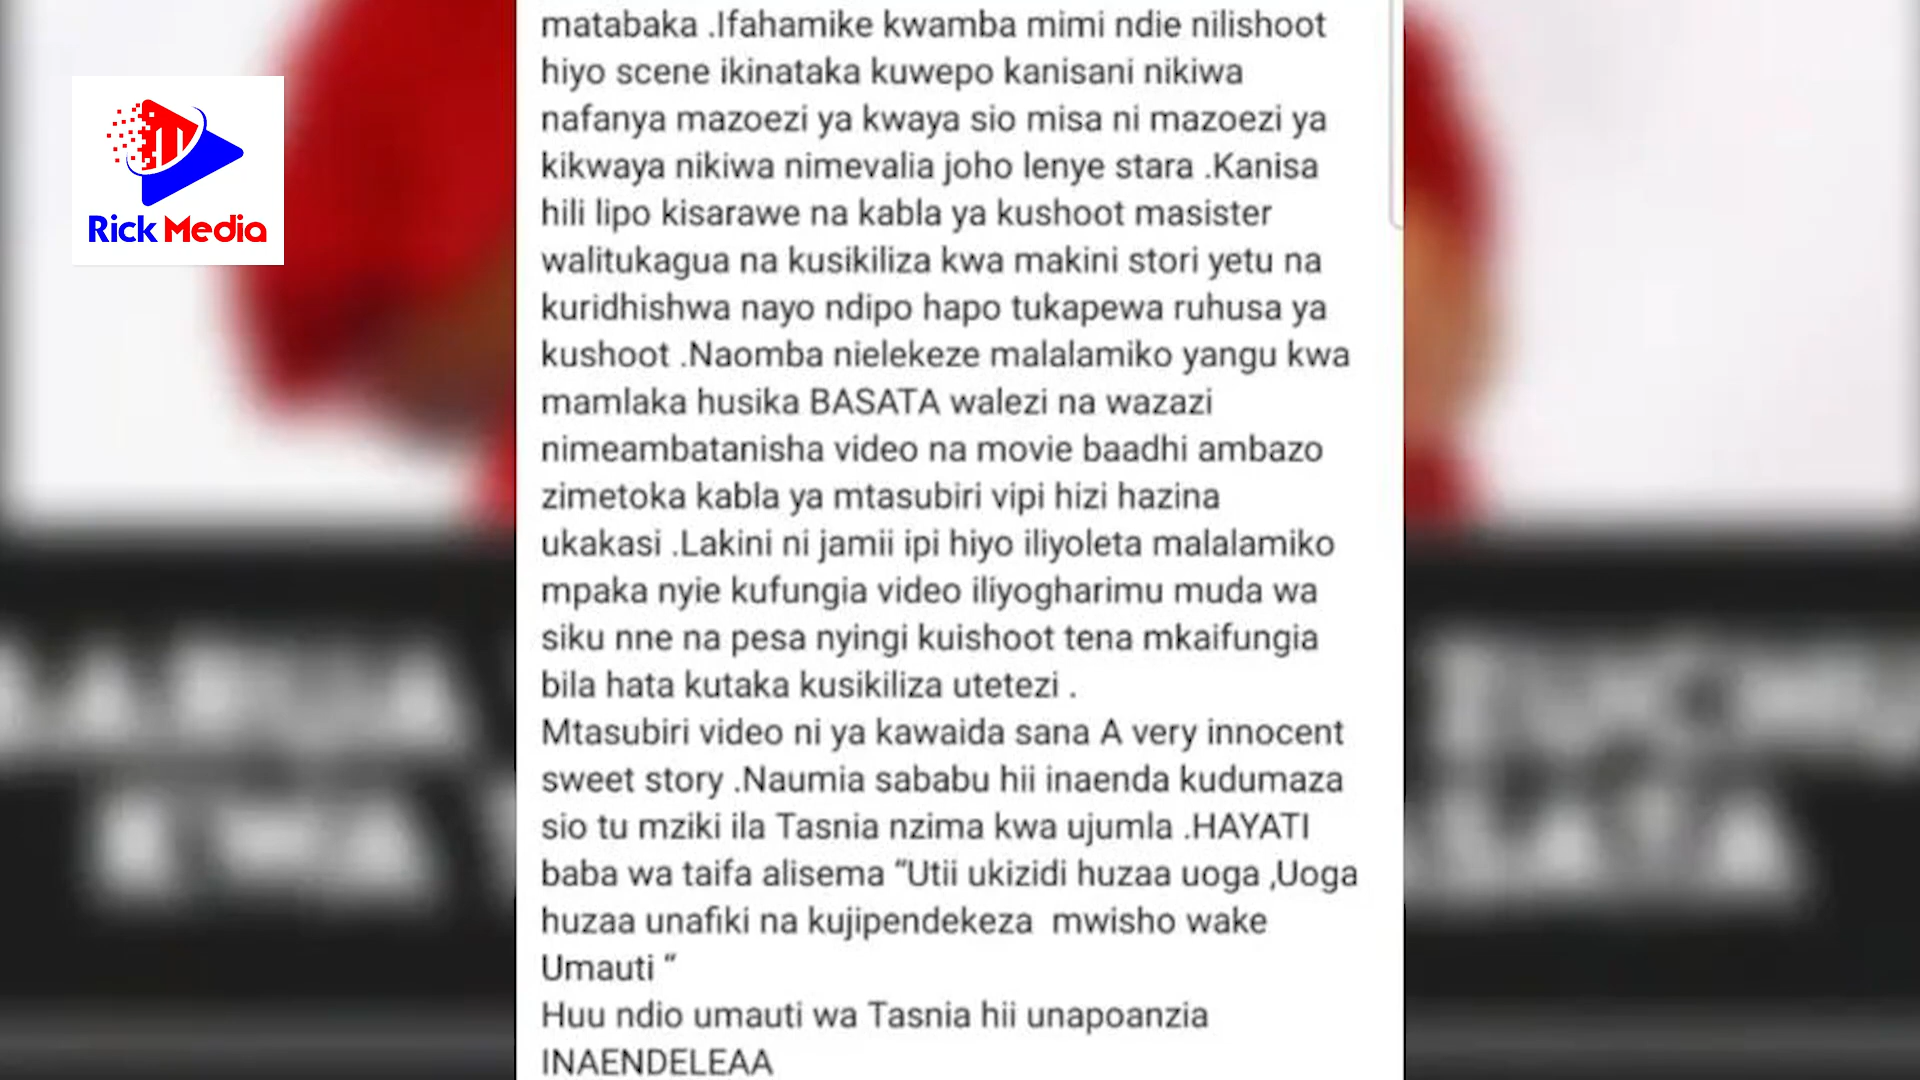 matabaka .Ifahamike kwamba mimi ndie nilishoot
hiyo scene ikinataka kuwepo kanisani nikiwa
nafanya mazoezi ya kwaya sio misa ni mazoezi ya
kikwaya nikiwa nimevalia joho lenye stara .Kanisa
hili lipo kisarawe na kabla ya kushoot masister
walitukagua na kusikiliza kwa makini stori yetu na
kuridhishwa nayo ndipo hapo tukapewa ruhusa ya
kushoot .Naomba nielekeze malalamiko yangu kwa
mamlaka husika BASATA walezi na wazazi
nimeambatanisha video na movie baadhi ambazo
zimetoka kabla ya mtasubiri vipi hizi hazina
ukakasi .Lakini ni jamii ipi hiyo iliyoleta malalamiko
mpaka nyie kufungia video iliyogharimu muda wa
siku nne na pesa nyingi kuishoot tena mkaifungia
bila hata kutaka kusikiliza utetezi .
Mtasubiri video ni ya kawaida sana A very innocent
sweet story .Naumia sababu hii inaenda kudumaza
sio tu mziki ila Tasnia nzima kwa ujumla .HAYATI
baba wa taifa alisema “Utii ukizidi huzaa uoga ,Uoga
huzaa unafiki na kujipendekeza  mwisho wake
Umauti “
Huu ndio umauti wa Tasnia hii unapoanzia
INAENDELEAA
Rick Media